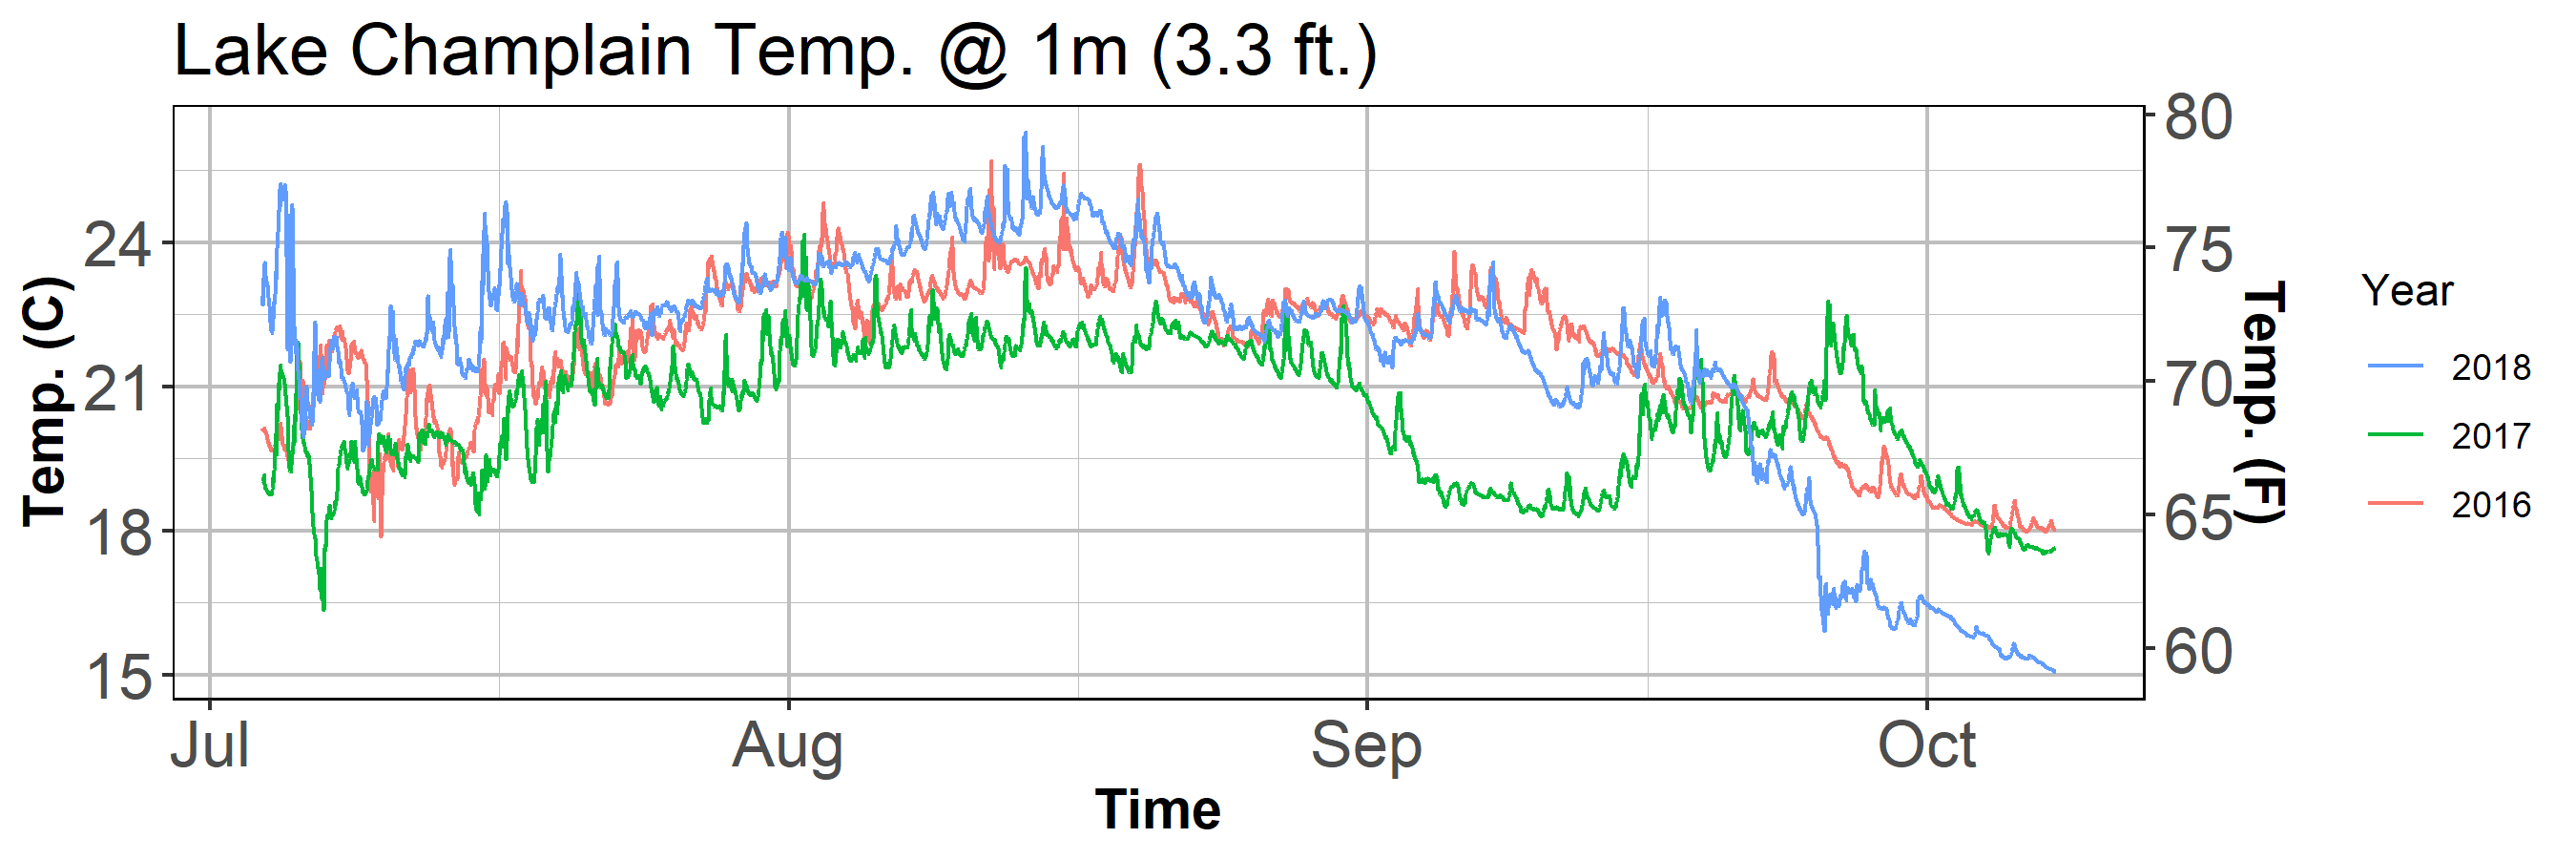 Lake Champlain Temp. @ 1m (3.3 ft.)
Temp. (C)
24
21
18
15
80
75
70
65
60
Temp. (F)
Jul
Aug
Sep
Oct
Time
Year
2018
2017
2016